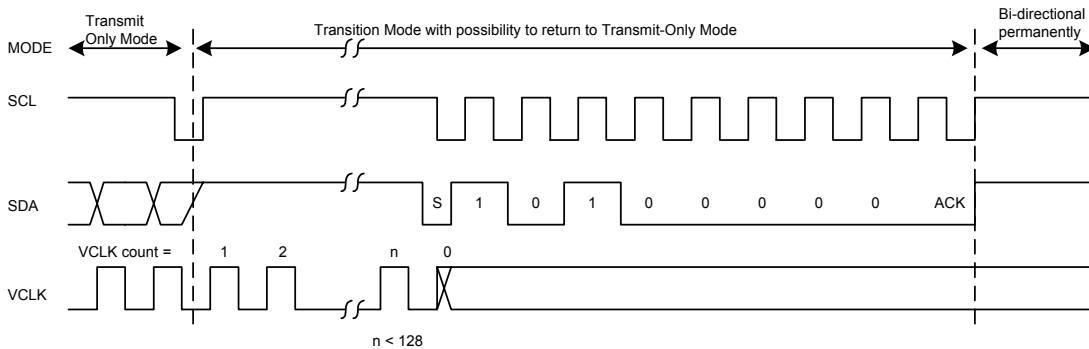 Transmit
Only Mode
Transition Mode with possibility to return to Transmit-Only Mode
Bi-directional
permanently
MODE
SCL
SDA
S 1 0 1 0 0 0 0 0 ACK
VCLK count = 1 2 n 0
VCLK
n < 128